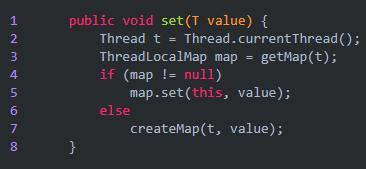 1 public void set(T value) {
2 Thread t = Thread.currentThread();
3 ThreadLocalMap map = getMap(t);
4 if (map != null)
5 map.set(this, value);
6 else
7 createMap(t, value);
8 }